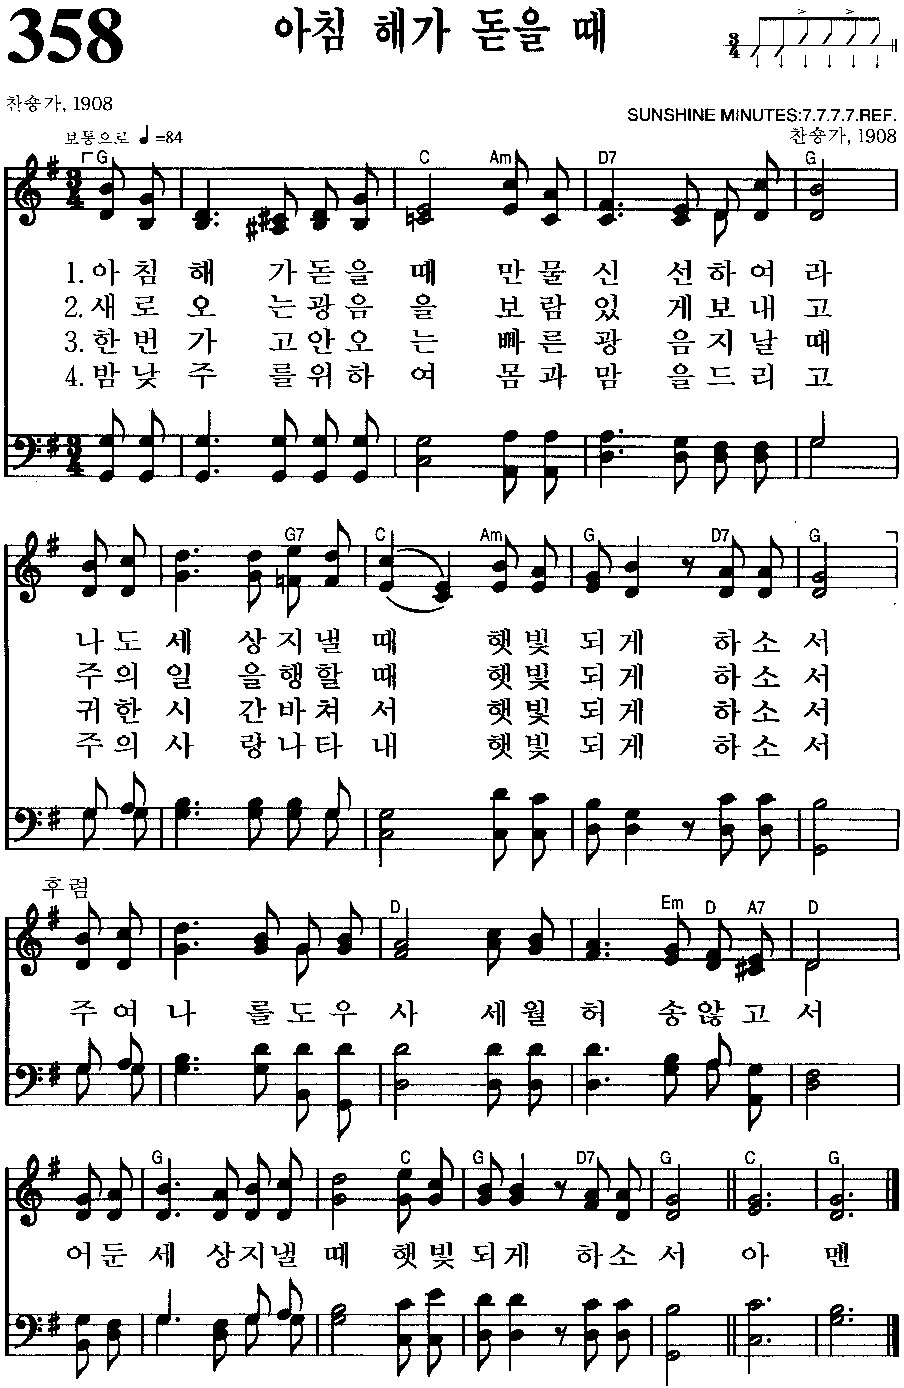 358 아침 해가 돋을 때 3/4
찬송가, 1908
SUNSHINE MINUTES:7.7.7.7.REF.
보통으로 ♩=84 찬송가, 1908
G C Am D7 G
1. 아 침 해 가 돋 을 때 만 물 신 선 하 여 라
2. 새 로 오 는 광 음 을 보 람 있 게 보 내 고
3. 한 번 가 고 안 오 는 빠 른 광 음 지 날 때
4. 밤 낮 주 를 위 하 여 몸 과 맘 을 드 리 고
G7 C Am G D7 G
나 도 세 상 지 낼 때 햇 빛 되 게 하 소 서
주 의 일 을 행 할 때 햇 빛 되 게 하 소 서
귀 한 시 간 바 쳐 서 햇 빛 되 게 하 소 서
주 의 사 랑 나 타 내 햇 빛 되 게 하 소 서
후렴
D Em D A7 D
주 여 나 를 도 우 사 세 월 허 송 않 고 서
G C G D7 G C G
어 둔 세 상 지 낼 때 햇 빛 되 게 하 소 서 아 멘